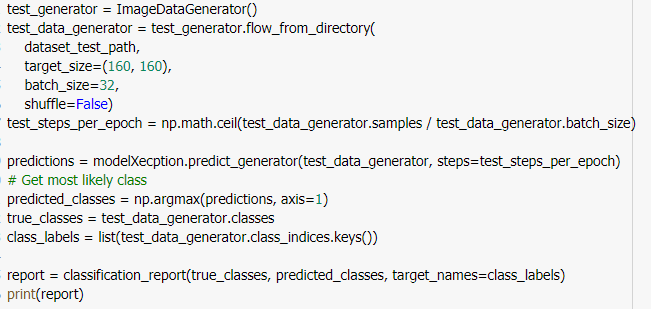 test_generator = ImageDataGenerator()
test_data_generator = test_generator.flow_from_directory(
    dataset_test_path,
    target_size=(160, 160),
    batch_size=32,
    shuffle=False)
test_steps_per_epoch = np.math.ceil(test_data_generator.samples / test_data_generator.batch_size)

predictions = modelXecption.predict_generator(test_data_generator, steps=test_steps_per_epoch)
# Get most likely class
predicted_classes = np.argmax(predictions, axis=1)
true_classes = test_data_generator.classes
class_labels = list(test_data_generator.class_indices.keys())

report = classification_report(true_classes, predicted_classes, target_names=class_labels)
print(report)